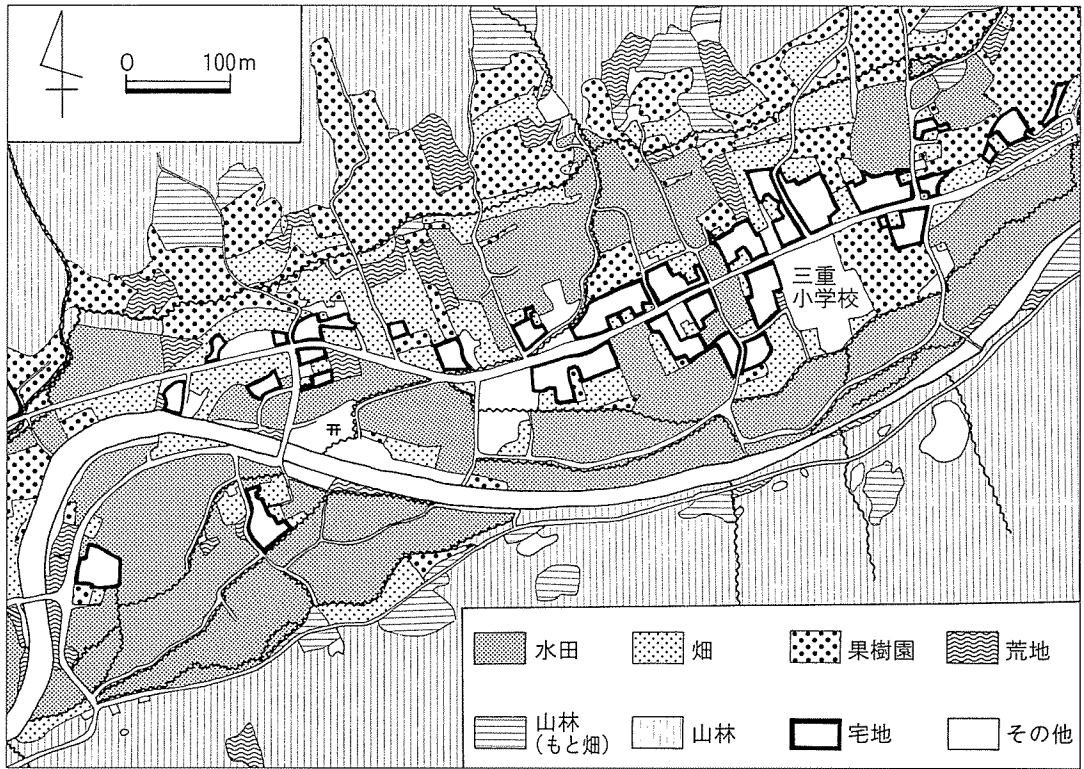 0 100m
三重
小学校
水田 畑 果樹園 荒地
山林
(もと畑) 山林 宅地 その他